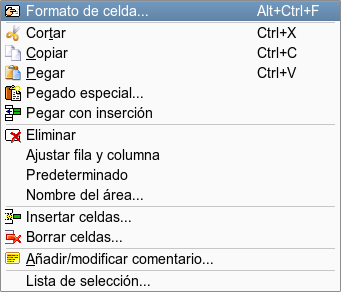 Formato de celda... Alt+Ctrl+F
Cortar Ctrl+X
Copiar Ctrl+C
Pegar Ctrl+V
Pegado especial...
Pegar con inserción
Eliminar
Ajustar fila y columna
Predeterminado
Nombre del área...
Insertar celdas...
Borrar celdas...
Añadir/modificar comentario...
Lista de selección...